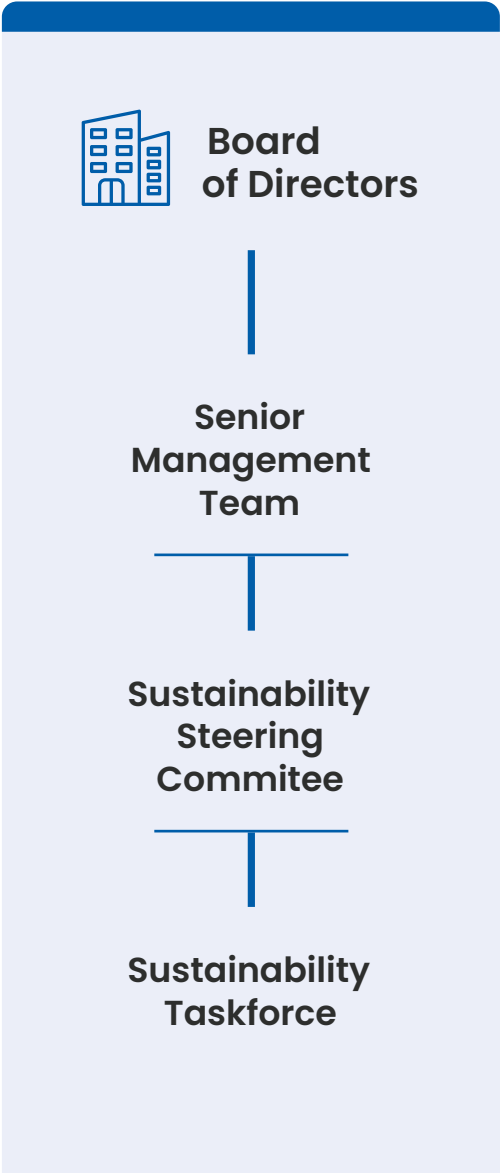 Board
of Directors
Senior
Management
Team
Sustainability
Steering
Commitee
Sustainability
Taskforce